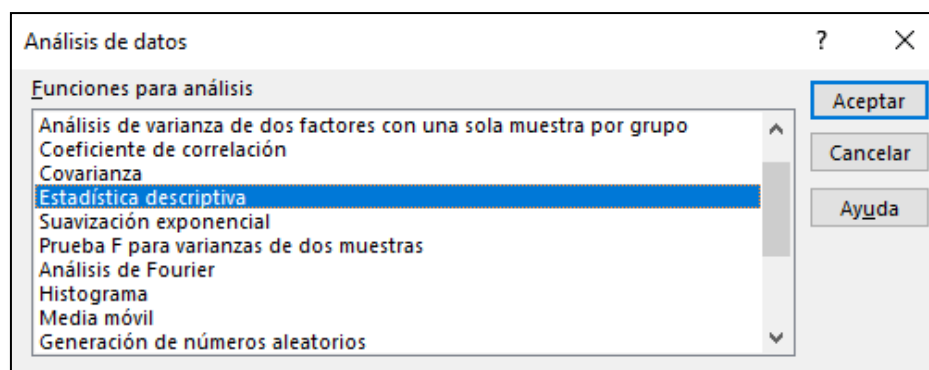 Análisis de datos
?
Funciones para análisis
Análisis de varianza de dos factores con una sola muestra por grupo
Coeficiente de correlación
Covarianza
Estadística descriptiva
Suavización exponencial
Prueba F para varianzas de dos muestras
Análisis de Fourier
Histograma
Media móvil
Generación de números aleatorios
Aceptar
Cancelar
Ayuda